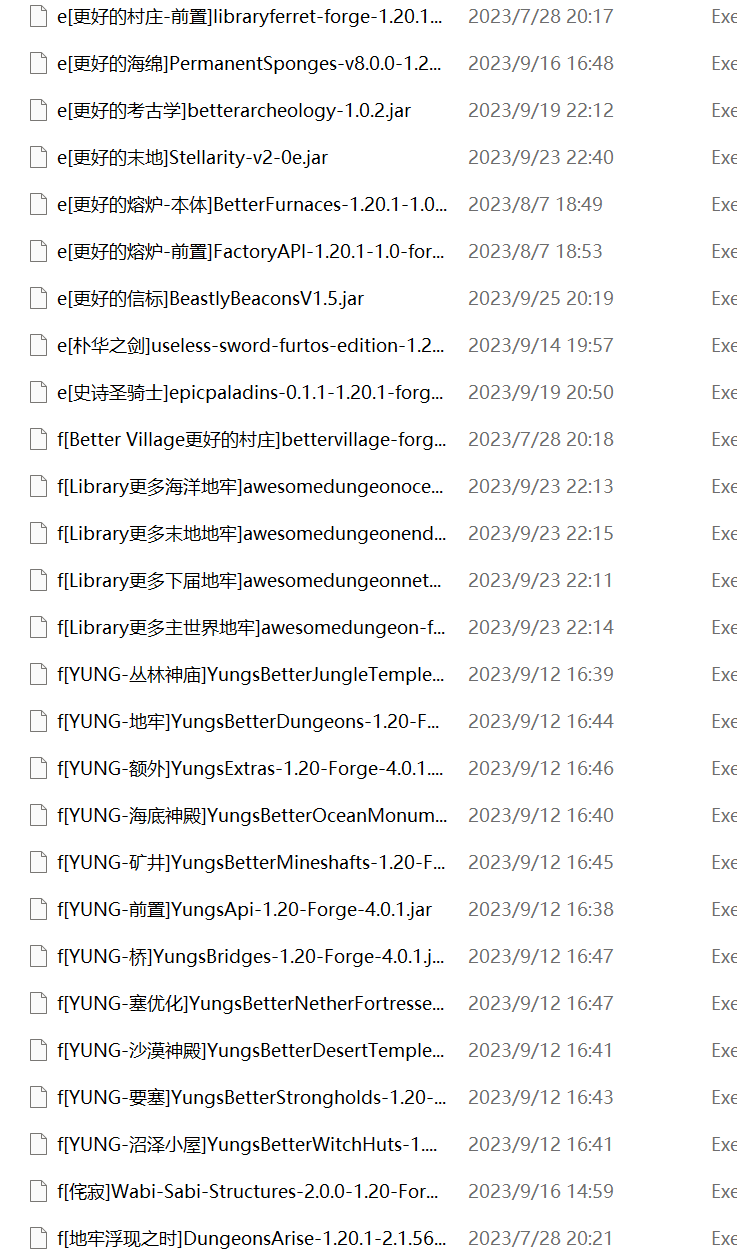 e[更好的村庄-前置]libraryferret-forge-1.20.1... 2023/7/28 20:17 Exe
e[更好的海绵]PermanentSponges-v8.0.0-1.2... 2023/9/16 16:48 Exe
e[更好的考古学]betterarcheology-1.0.2.jar 2023/9/19 22:12 Exe
e[更好的末地]Stellarity-v2-0e.jar 2023/9/23 22:40 Exe
e[更好的熔炉-本体]BetterFurnaces-1.20.1-1.0... 2023/8/7 18:49 Exe
e[更好的熔炉-前置]FactoryAPI-1.20.1-1.0-for... 2023/8/7 18:53 Exe
e[更好的信标]BeastlyBeaconsV1.5.jar 2023/9/25 20:19 Exe
e[朴华之剑]useless-sword-furtos-edition-1.2... 2023/9/14 19:57 Exe
e[史诗圣骑士]epicpaladins-0.1.1-1.20.1-forg... 2023/9/19 20:50 Exe
f[Better Village更好的村庄]bettervillage-forg... 2023/7/28 20:18 Exe
f[Library更多海洋地牢]awesomedungeonoce... 2023/9/23 22:13 Exe
f[Library更多末地地牢]awesomedungeonend... 2023/9/23 22:15 Exe
f[Library更多下届地牢]awesomedungeonnet... 2023/9/23 22:11 Exe
f[Library更多主世界地牢]awesomedungeon-f... 2023/9/23 22:14 Exe
f[YUNG-丛林神庙]YungsBetterJungleTemple... 2023/9/12 16:39 Exe
f[YUNG-地牢]YungsBetterDungeons-1.20-F... 2023/9/12 16:44 Exe
f[YUNG-额外]YungsExtras-1.20-Forge-4.0.1.... 2023/9/12 16:46 Exe
f[YUNG-海底神殿]YungsBetterOceanMonum... 2023/9/12 16:40 Exe
f[YUNG-矿井]YungsBetterMineshafts-1.20-F... 2023/9/12 16:45 Exe
f[YUNG-前置]YungsApi-1.20-Forge-4.0.1.jar 2023/9/12 16:38 Exe
f[YUNG-桥]YungsBridges-1.20-Forge-4.0.1.j... 2023/9/12 16:47 Exe
f[YUNG-塞优化]YungsBetterNetherFortresse... 2023/9/12 16:47 Exe
f[YUNG-沙漠神殿]YungsBetterDesertTemple... 2023/9/12 16:41 Exe
f[YUNG-要塞]YungsBetterStrongholds-1.20-... 2023/9/12 16:43 Exe
f[YUNG-沼泽小屋]YungsBetterWitchHuts-1.... 2023/9/12 16:41 Exe
f[侘寂]Wabi-Sabi-Structures-2.0.0-1.20-For... 2023/9/16 14:59 Exe
f[地牢浮现之时]DungeonsArise-1.20.1-2.1.56... 2023/7/28 20:21 Exe